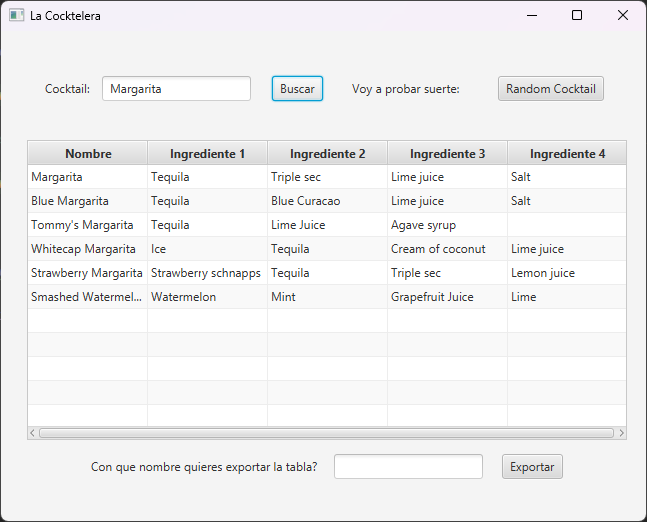 La Cocktelera
Cocktail: Margarita Buscar Voy a probar suerte: Random Cocktail
Nombre Ingrediente 1 Ingrediente 2 Ingrediente 3 Ingrediente 4
Margarita Tequila Triple sec Lime juice Salt
Blue Margarita Tequila Blue Curacao Lime juice Salt
Tommy's Margarita Tequila Lime Juice Agave syrup
Whitecap Margarita Ice Tequila Cream of coconut Lime juice
Strawberry Margarita Strawberry schnapps Tequila Triple sec Lemon juice
Smashed Watermel... Watermelon Mint Grapefruit Juice Lime
Con que nombre quieres exportar la tabla? Exportar